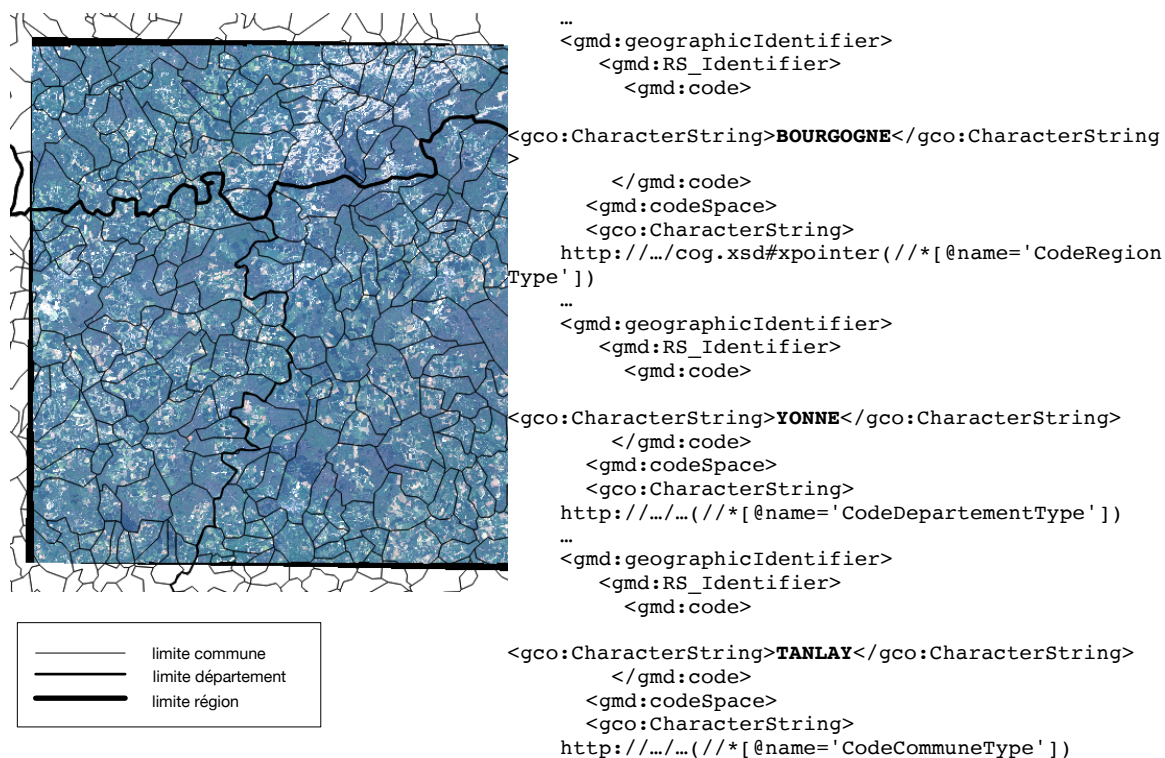 …
<gmd:geographicIdentifier>
<gmd:RS_Identifier>
<gmd:code>
<gco:CharacterString>BOURGOGNE</gco:CharacterString
>
</gmd:code>
<gmd:codeSpace>
<gco:CharacterString>
http://…/cog.xsd#xpointer(//*[@name='CodeRegion
Type'])
…
<gmd:geographicIdentifier>
<gmd:RS_Identifier>
<gmd:code>
<gco:CharacterString>YONNE</gco:CharacterString>
</gmd:code>
<gmd:codeSpace>
<gco:CharacterString>
http://…/…(//*[@name='CodeDepartementType'])
…
<gmd:geographicIdentifier>
<gmd:RS_Identifier>
<gmd:code>
<gco:CharacterString>TANLAY</gco:CharacterString>
</gmd:code>
<gmd:codeSpace>
<gco:CharacterString>
http://…/…(//*[@name='CodeCommuneType'])
limite commune
limite département
limite région